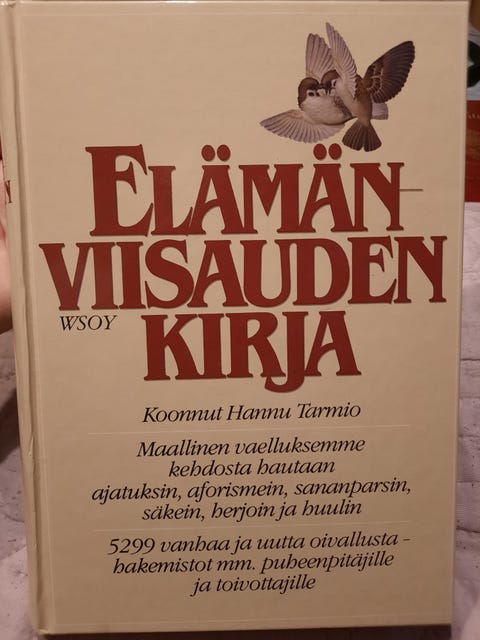 ELÄMÄN-
VIISAUDEN
WSOY
KIRJA
Koonnut Hannu Tarmio
Maallinen vaelluksemme
kehdosta hautaan
ajatuksin, aforismein, sananparsin,
säkein, herjoin ja huulin
5299 vanhaa ja uutta oivallusta –
hakemistot mm. puheenpitäjille
ja toivottajille